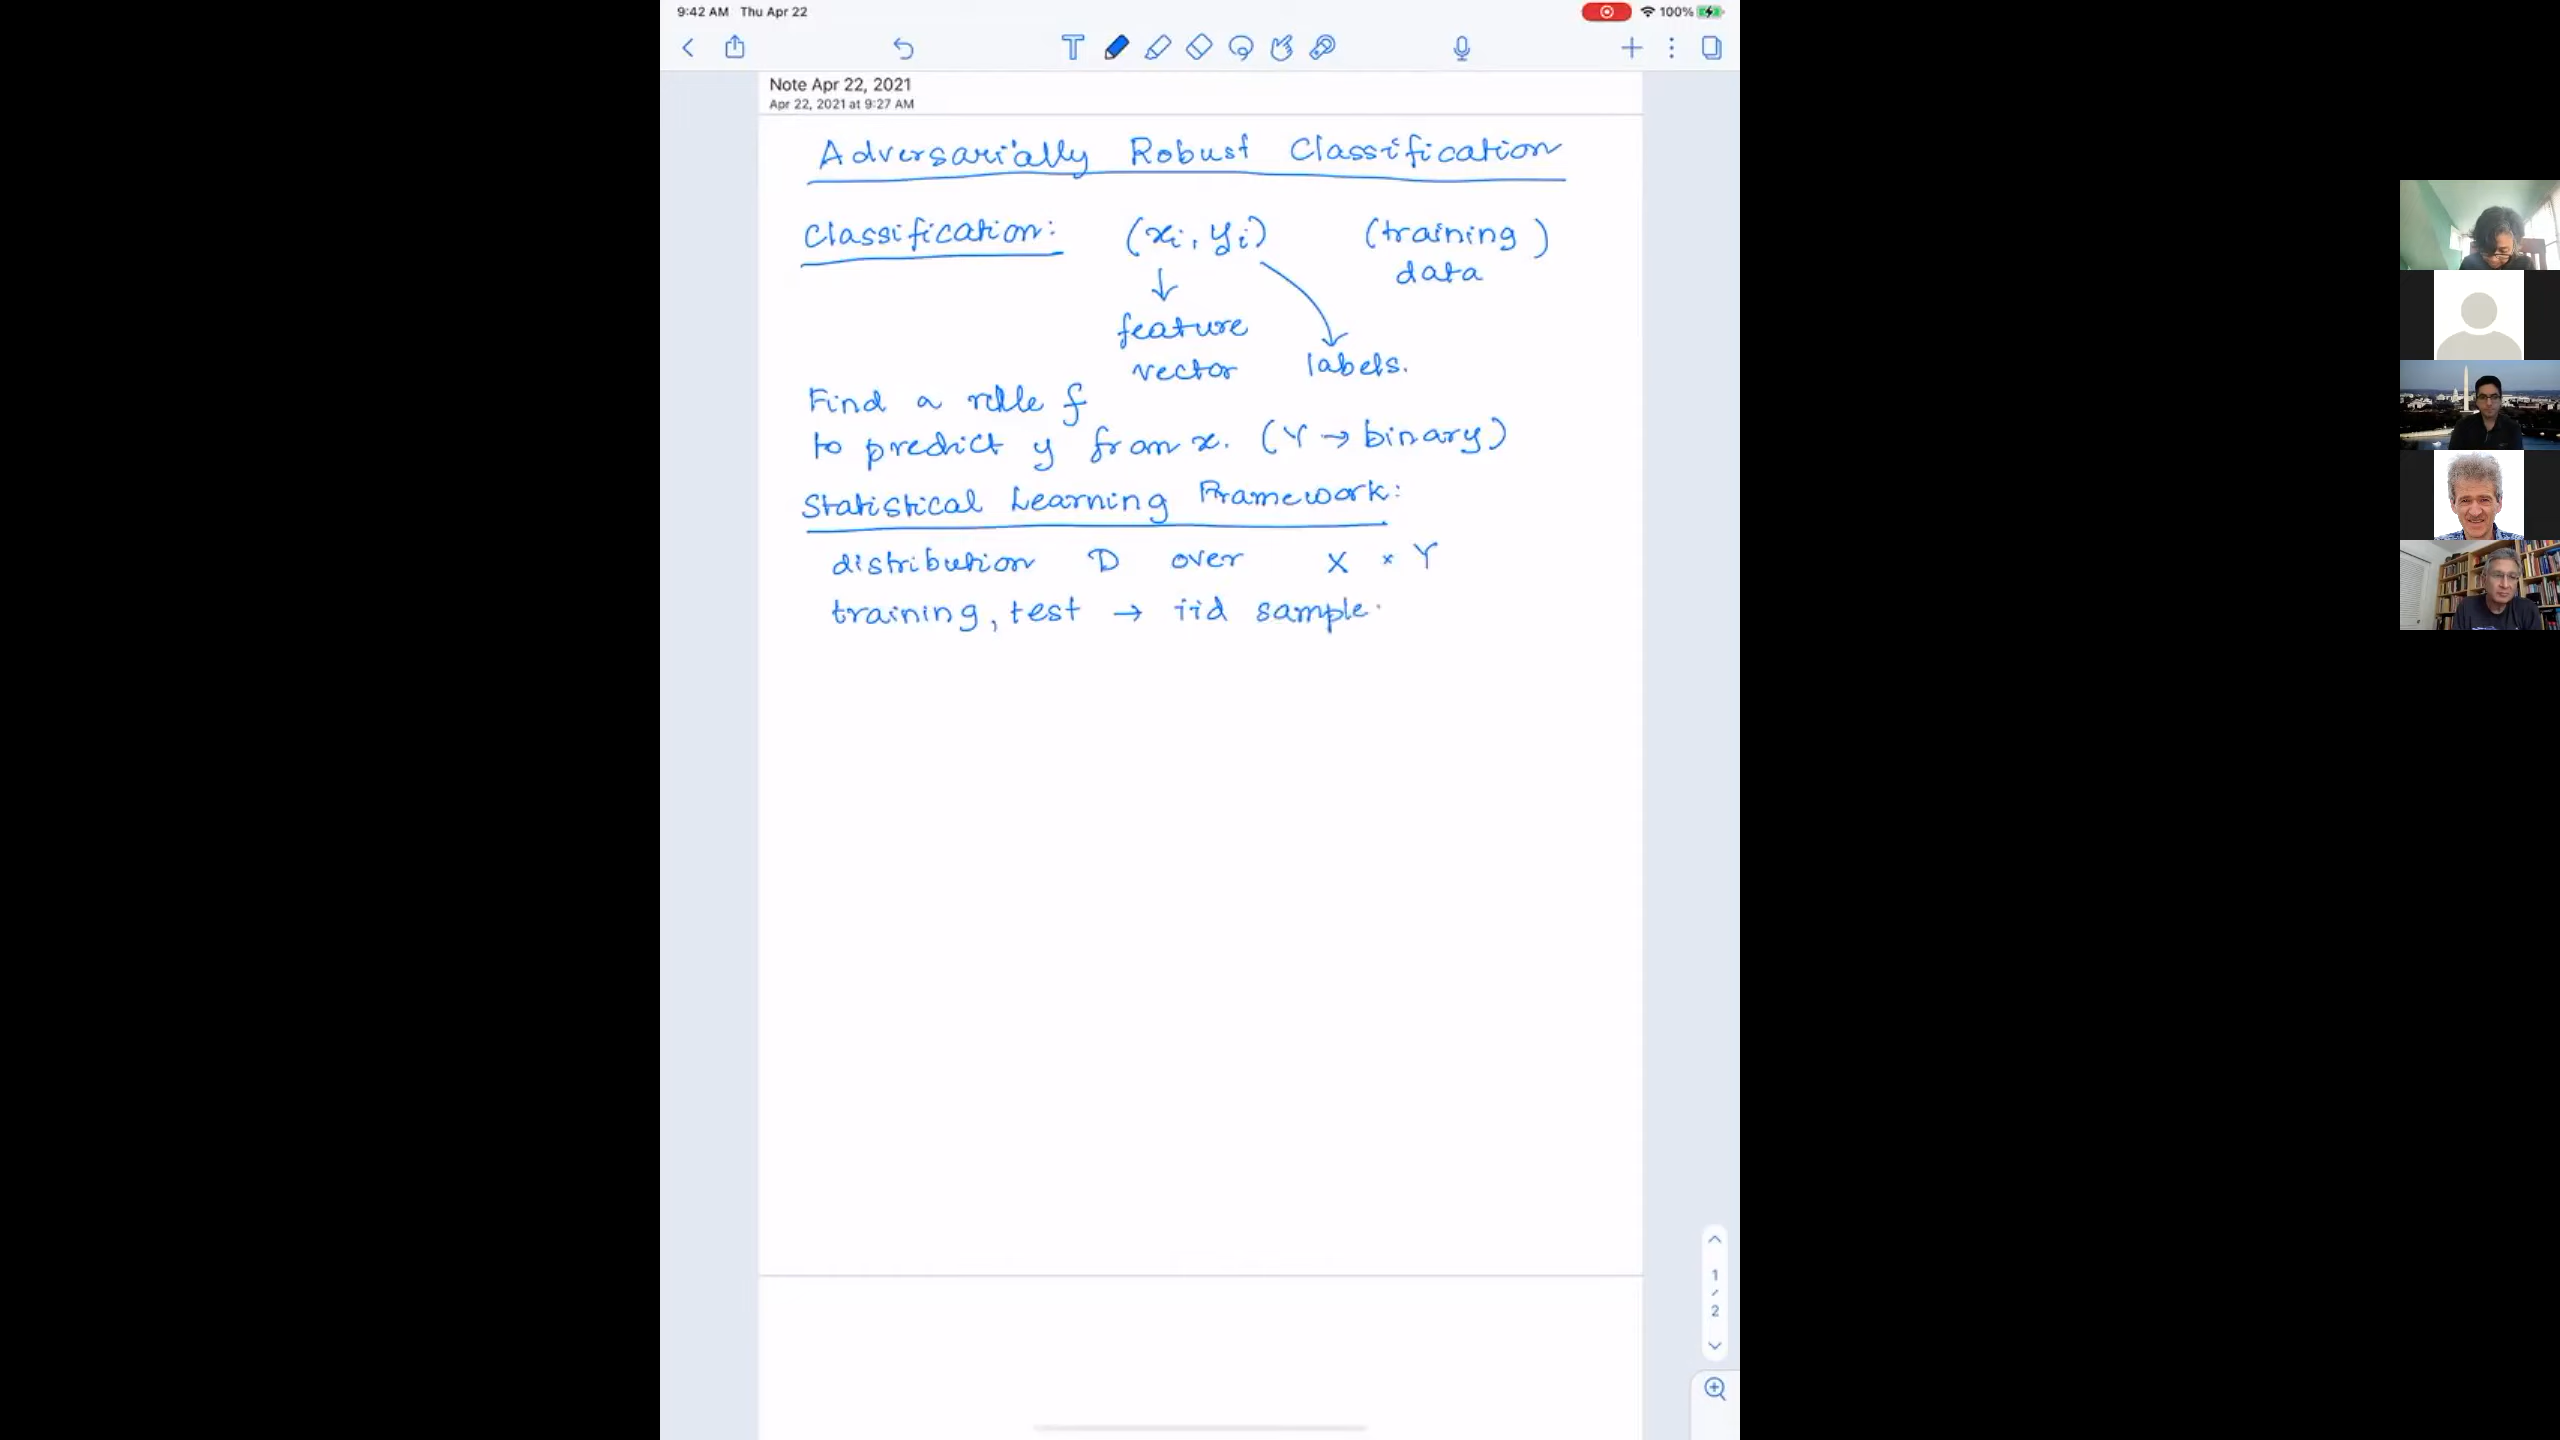 9:42 AM Thu Apr 22
100%
Note Apr 22, 2021
Apr 22, 2021 at 9:27 AM
Adversarially Robust Classification
Classification: (xi, yi) (training
data)
feature
vector labels.
Find a rule f
to predict y from x. (Y → binary)
Statistical Learning Framework:
distribution D over X × Y
training, test → iid sample.
1
/
2